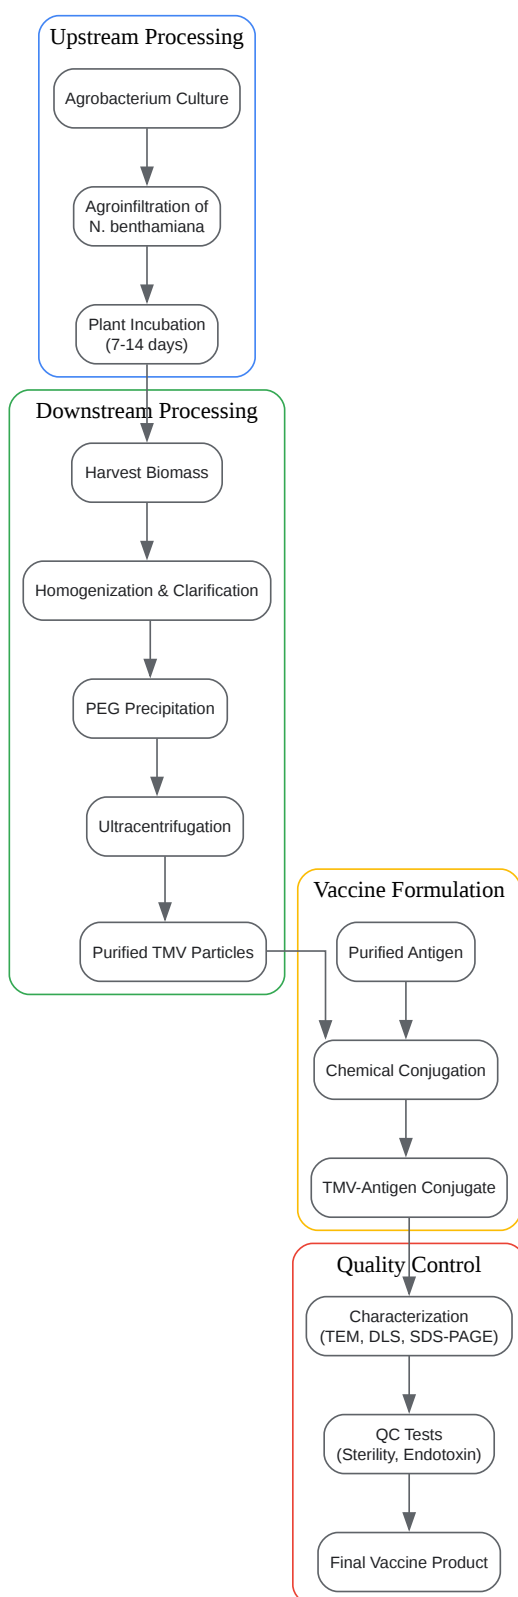 Upstream Processing
Agrobacterium Culture
Agroinfiltration of
N. benthamiana
Plant Incubation
(7-14 days)
Downstream Processing
Harvest Biomass
Homogenization & Clarification
PEG Precipitation
Ultracentrifugation
Purified TMV Particles
Vaccine Formulation
Purified Antigen
Chemical Conjugation
TMV-Antigen Conjugate
Quality Control
Characterization
(TEM, DLS, SDS-PAGE)
QC Tests
(Sterility, Endotoxin)
Final Vaccine Product